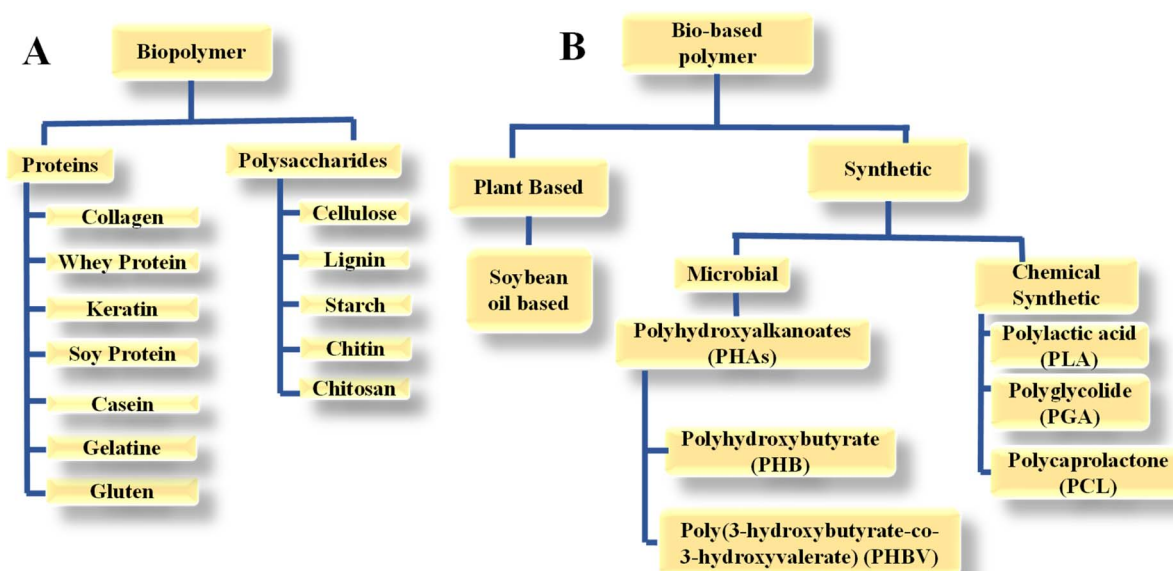 A
Biopolymer
Proteins
Collagen
Whey Protein
Keratin
Soy Protein
Casein
Gelatine
Gluten
Polysaccharides
Cellulose
Lignin
Starch
Chitin
Chitosan
B
Bio-based
polymer
Plant Based
Soybean
oil based
Synthetic
Microbial
Polyhydroxyalkanoates
(PHAs)
Polyhydroxybutyrate
(PHB)
Poly(3-hydroxybutyrate-co-
3-hydroxyvalerate) (PHBV)
Chemical
Synthetic
Polylactic acid
(PLA)
Polyglycolide
(PGA)
Polycaprolactone
(PCL)